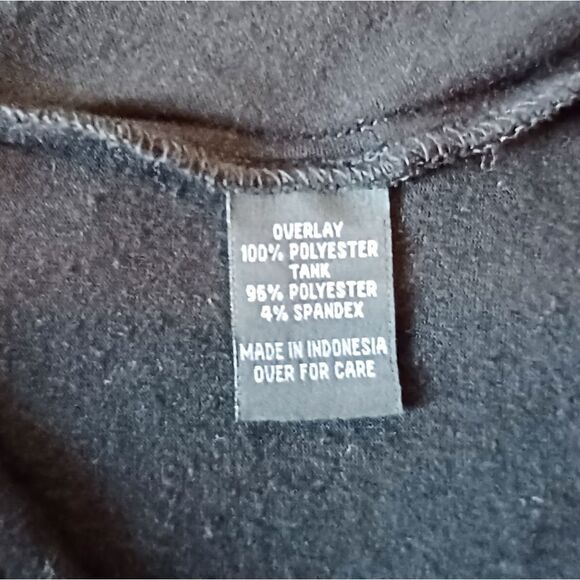 OVERLAY
100% POLYESTER
TANK
96% POLYESTER
4% SPANDEX
MADE IN INDONESIA
OVER FOR CARE